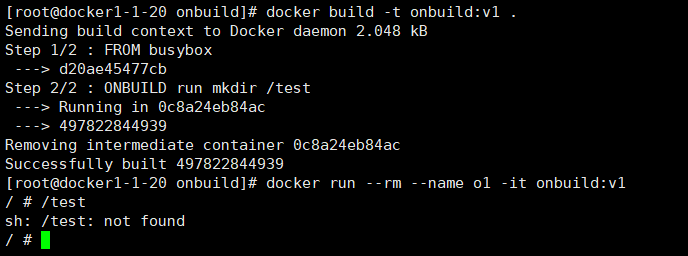 [root@docker1-1-20 onbuild]# docker build -t onbuild:v1 .
Sending build context to Docker daemon 2.048 kB
Step 1/2 : FROM busybox
 ---> d20ae45477cb
Step 2/2 : ONBUILD run mkdir /test
 ---> Running in 0c8a24eb84ac
 ---> 497822844939
Removing intermediate container 0c8a24eb84ac
Successfully built 497822844939
[root@docker1-1-20 onbuild]# docker run --rm --name o1 -it onbuild:v1
/ # /test
sh: /test: not found
/ #